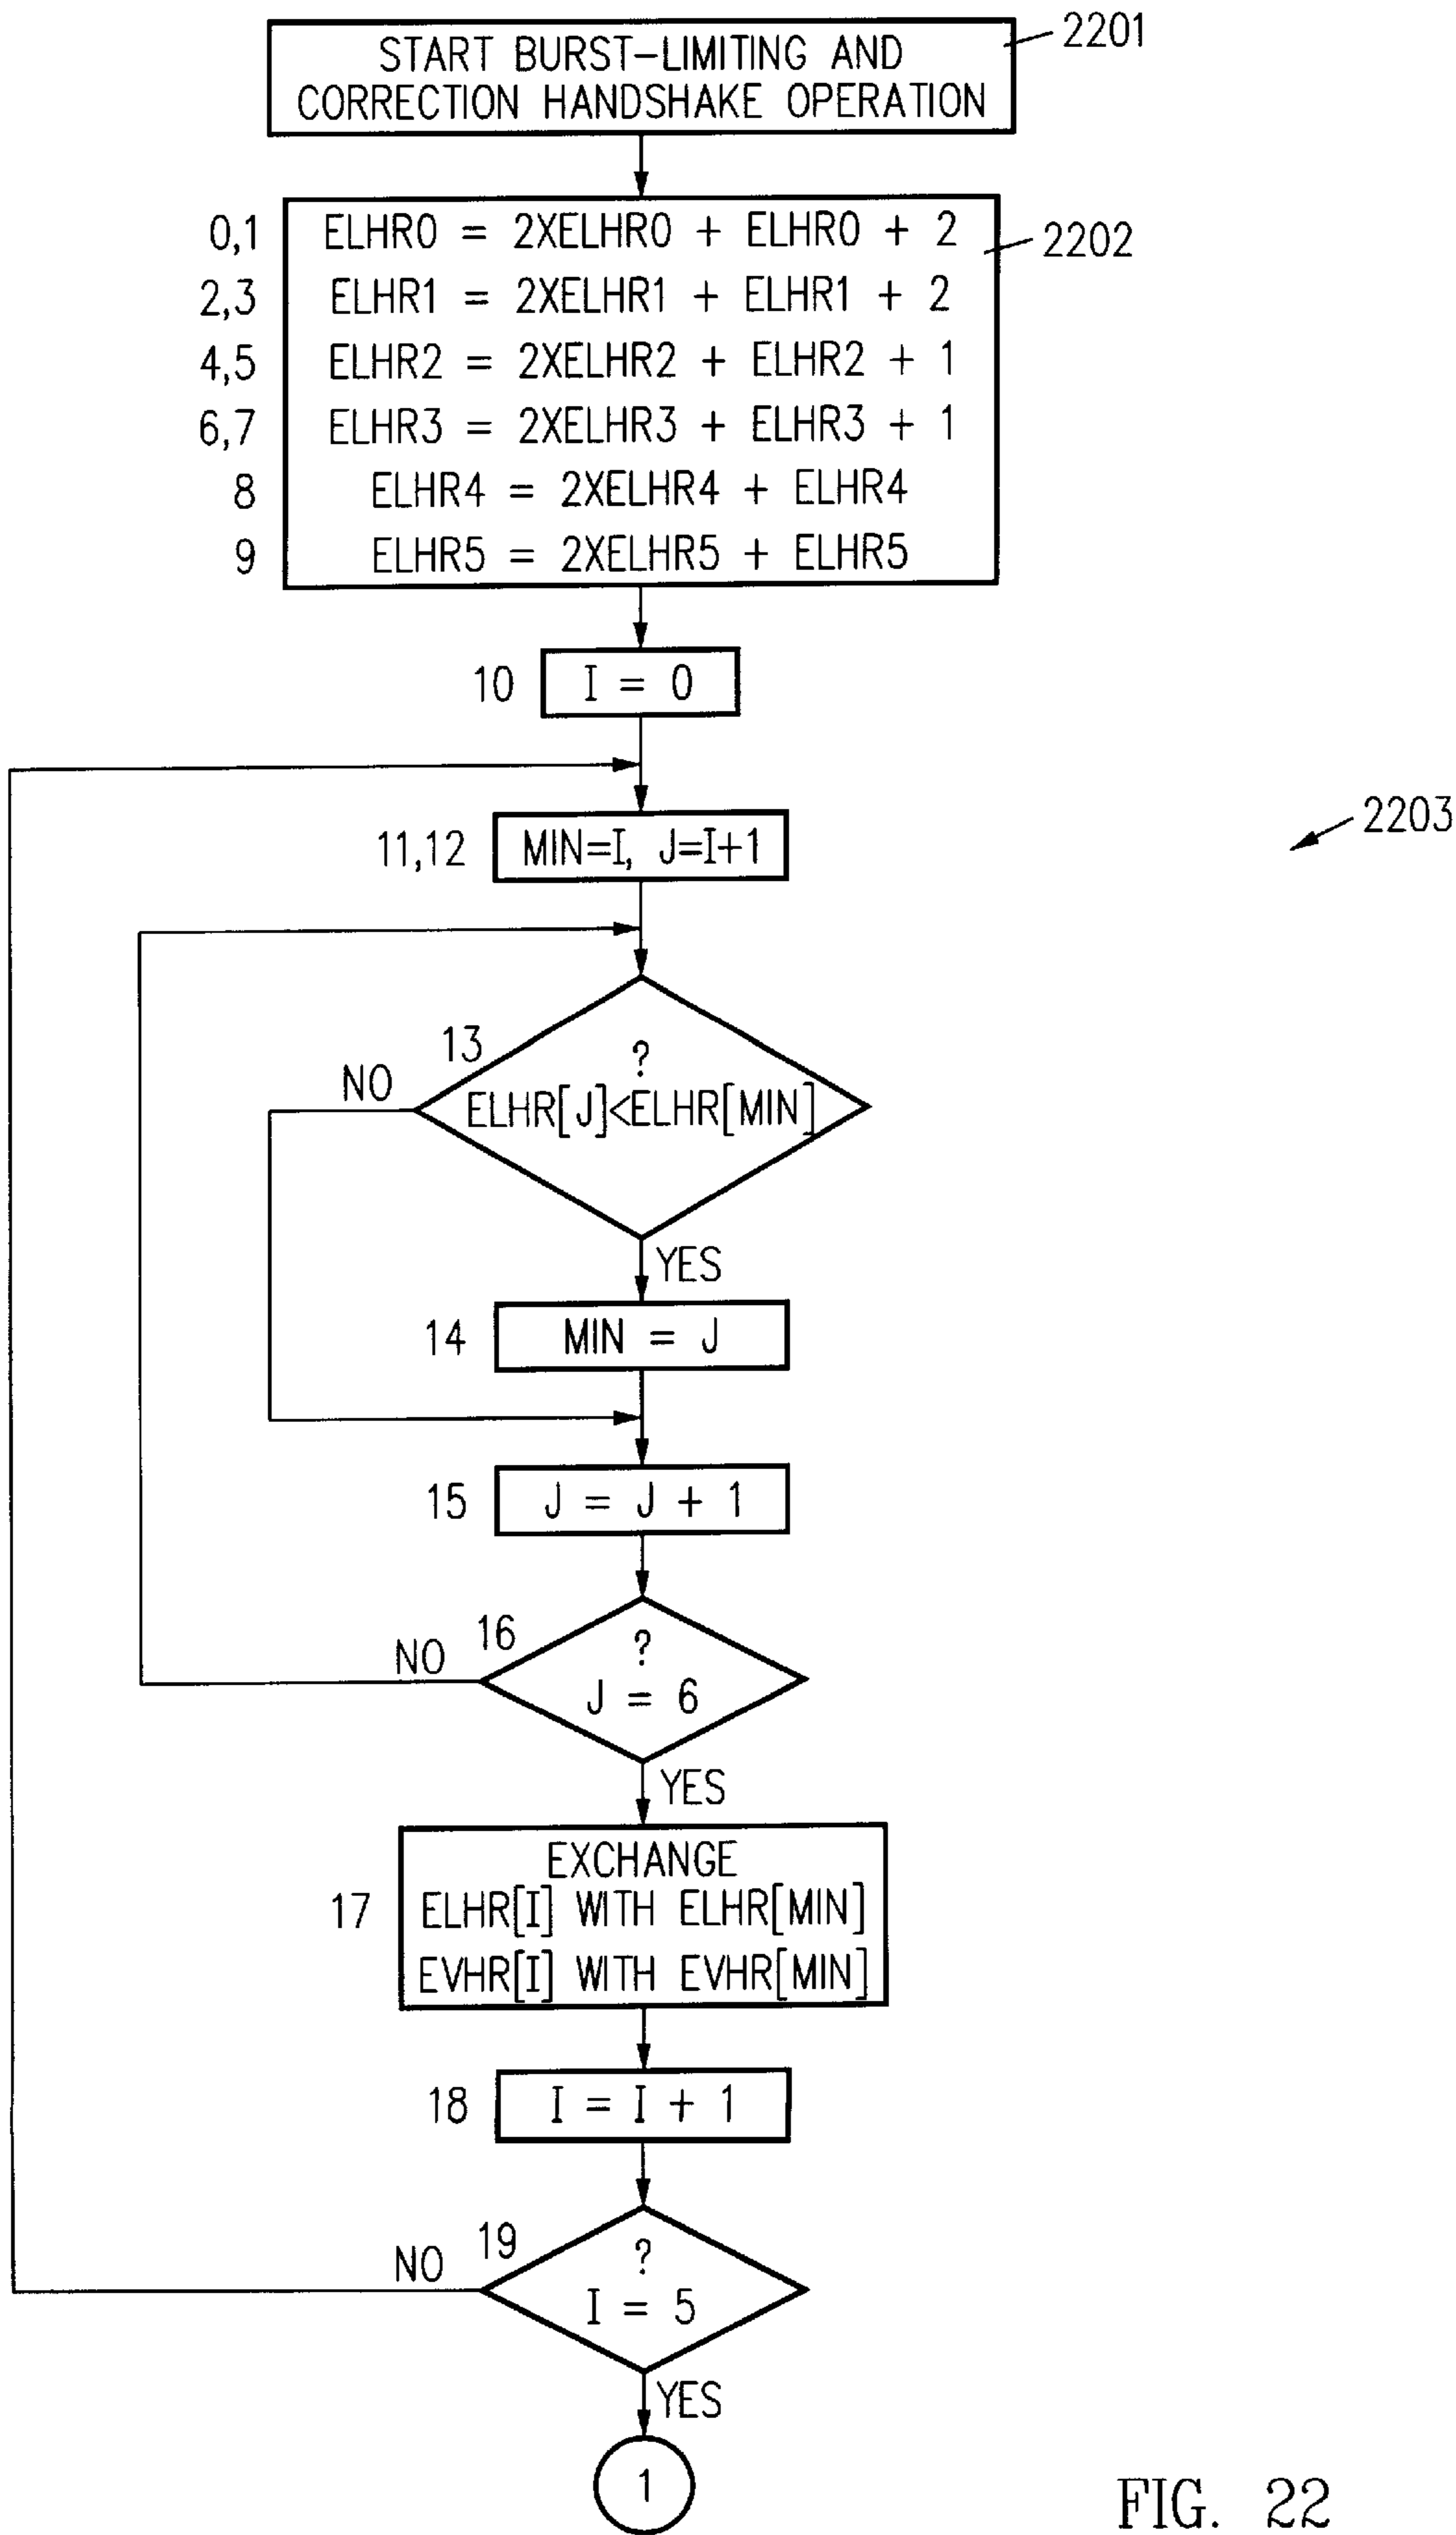 START BURST-LIMITING AND
CORRECTION HANDSHAKE OPERATION
2201
0,1 ELHR0 = 2XELHR0 + ELHR0 + 2
2202
2,3 ELHR1 = 2XELHR1 + ELHR1 + 2
4,5 ELHR2 = 2XELHR2 + ELHR2 + 1
6,7 ELHR3 = 2XELHR3 + ELHR3 + 1
8 ELHR4 = 2XELHR4 + ELHR4
9 ELHR5 = 2XELHR5 + ELHR5
10 I = 0
2203
11,12 MIN=I, J=I+1
13
?
NO
ELHR[J]<ELHR[MIN]
YES
14 MIN = J
15 J = J + 1
16
?
NO
J = 6
YES
EXCHANGE
17 ELHR[I] WITH ELHR[MIN]
EVHR[I] WITH EVHR[MIN]
18 I = I + 1
19
?
NO
I = 5
YES
1
FIG. 22